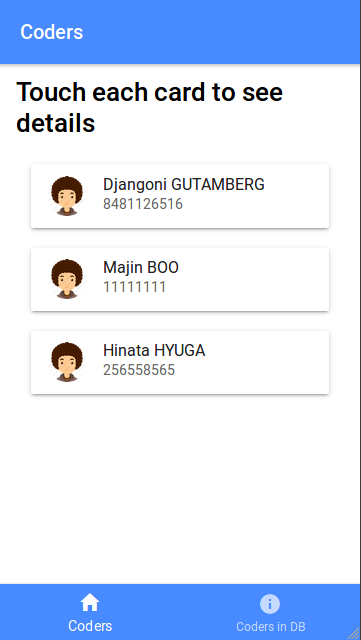 Coders
Touch each card to see
details
Djangoni GUTAMBERG
8481126516
Majin BOO
11111111
Hinata HYUGA
256558565
Coders
Coders in DB